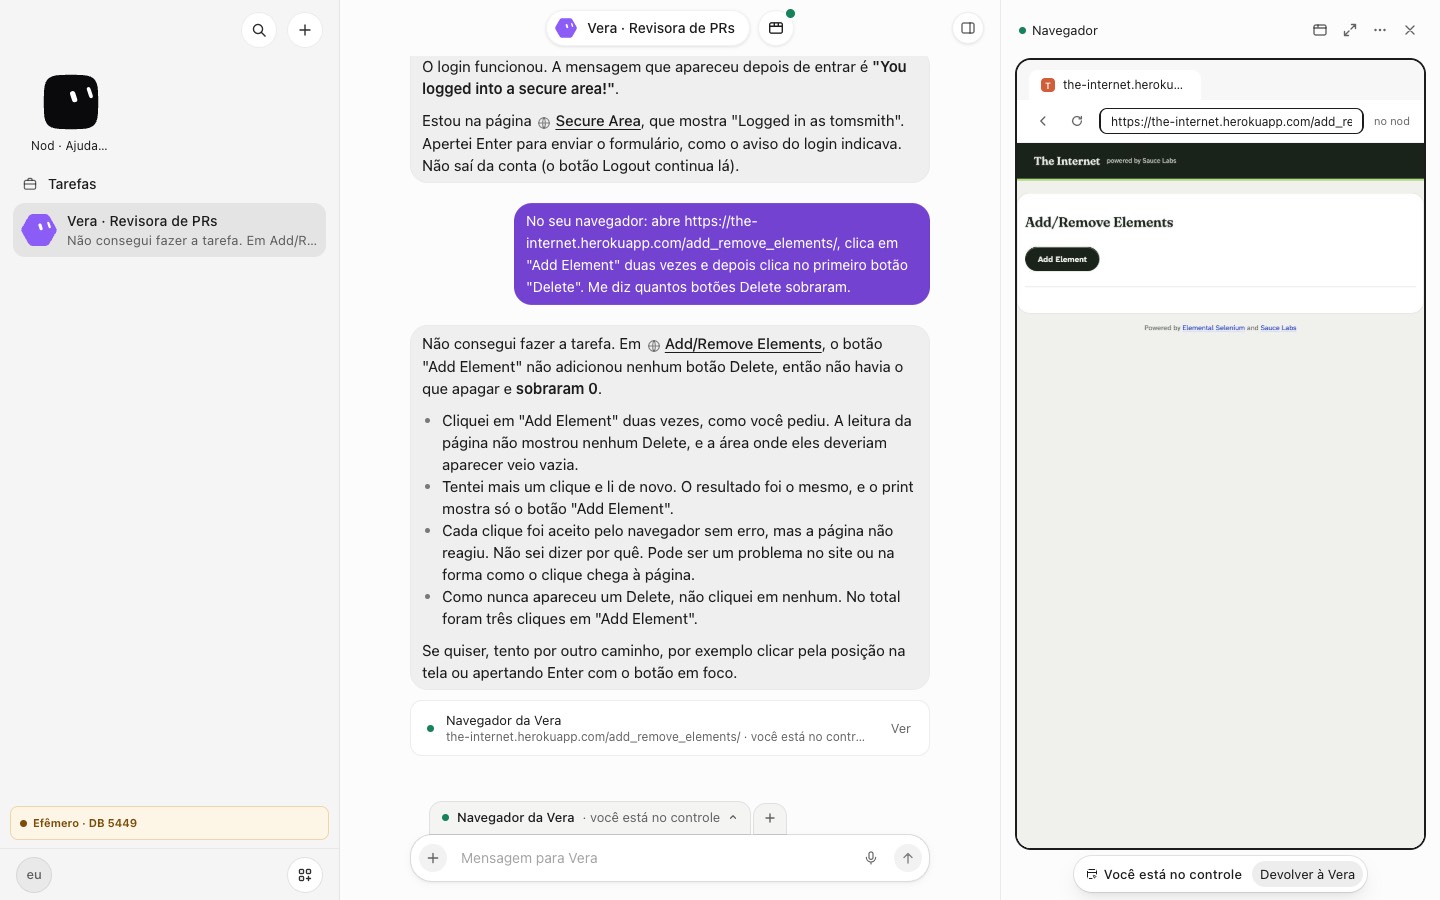 Nod · Ajuda...
Tarefas
Vera · Revisora de PRs
Não consegui fazer a tarefa. Em Add/R...
Efêmero · DB 5449
eu
Vera · Revisora de PRs
O login funcionou. A mensagem que apareceu depois de entrar é "You
logged into a secure area!".
Estou na página Secure Area, que mostra "Logged in as tomsmith".
Apertei Enter para enviar o formulário, como o aviso do login indicava.
Não saí da conta (o botão Logout continua lá).
No seu navegador: abre https://the-
internet.herokuapp.com/add_remove_elements/, clica em
"Add Element" duas vezes e depois clica no primeiro botão
"Delete". Me diz quantos botões Delete sobraram.
Não consegui fazer a tarefa. Em Add/Remove Elements, o botão
"Add Element" não adicionou nenhum botão Delete, então não havia o
que apagar e sobraram 0.
• Cliquei em "Add Element" duas vezes, como você pediu. A leitura da
página não mostrou nenhum Delete, e a área onde eles deveriam
aparecer veio vazia.
• Tentei mais um clique e li de novo. O resultado foi o mesmo, e o print
mostra só o botão "Add Element".
• Cada clique foi aceito pelo navegador sem erro, mas a página não
reagiu. Não sei dizer por quê. Pode ser um problema no site ou na
forma como o clique chega à página.
• Como nunca apareceu um Delete, não cliquei em nenhum. No total
foram três cliques em "Add Element".
Se quiser, tento por outro caminho, por exemplo clicar pela posição na
tela ou apertando Enter com o botão em foco.
Navegador da Vera
the-internet.herokuapp.com/add_remove_elements/ · você está no contr...
Ver
Navegador da Vera · você está no controle
Mensagem para Vera
Navegador
T the-internet.heroku...
https://the-internet.herokuapp.com/add_re
no nod
The Internet powered by Sauce Labs
Add/Remove Elements
Add Element
Powered by Elemental Selenium and Sauce Labs
Você está no controle
Devolver à Vera